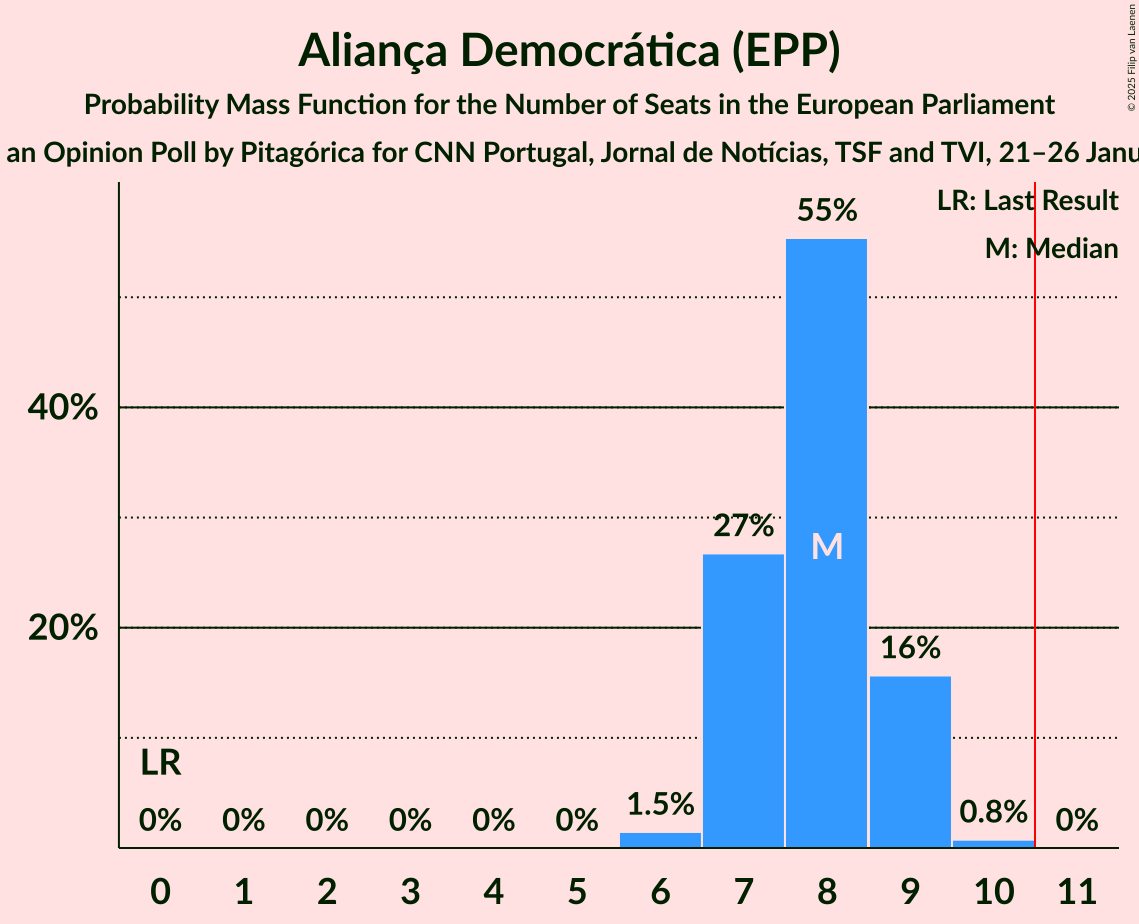 Aliança Democrática (EPP)
Probability Mass Function for the Number of Seats in the European Parliament
an Opinion Poll by Pitagórica for CNN Portugal, Jornal de Notícias, TSF and TVI, 21–26 Janu
© 2025 Filip van Laenen
LR: Last Result
M: Median
55%
40%
27%
M
20%
16%
LR
0% 0% 0% 0% 0% 0% 1.5% 0.8% 0%
0 1 2 3 4 5 6 7 8 9 10 11